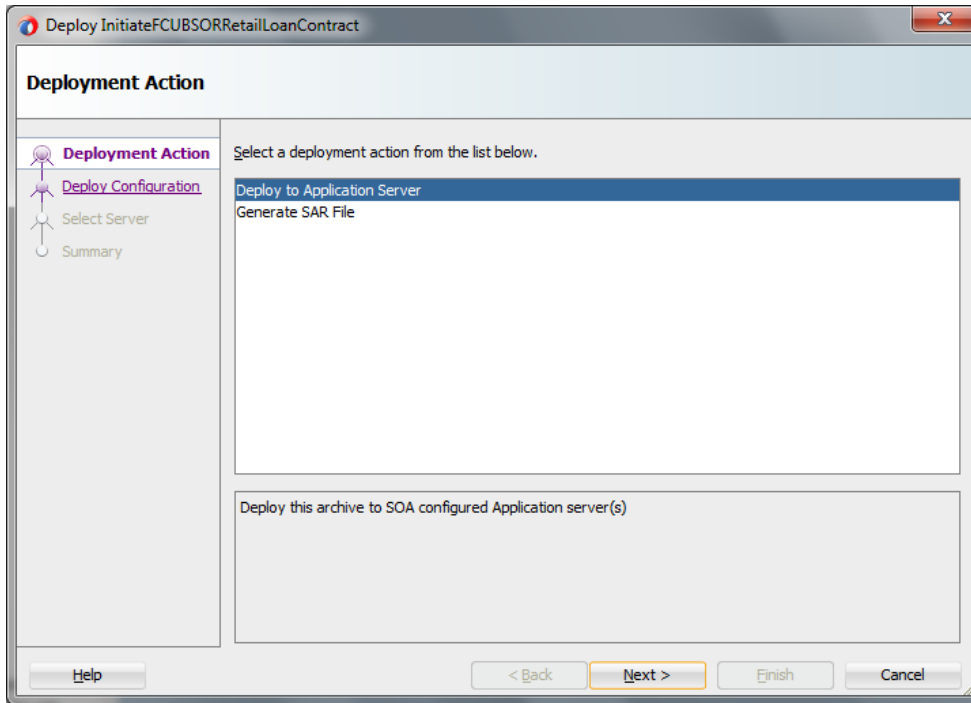 Deploy InitiateFCUBSORRetailLoanContract
Deployment Action
Deployment Action
Deploy Configuration
Select Server
Summary
Select a deployment action from the list below.
Deploy to Application Server
Generate SAR File
Deploy this archive to SOA configured Application server(s)
Help
< Back
Next >
Finish
Cancel